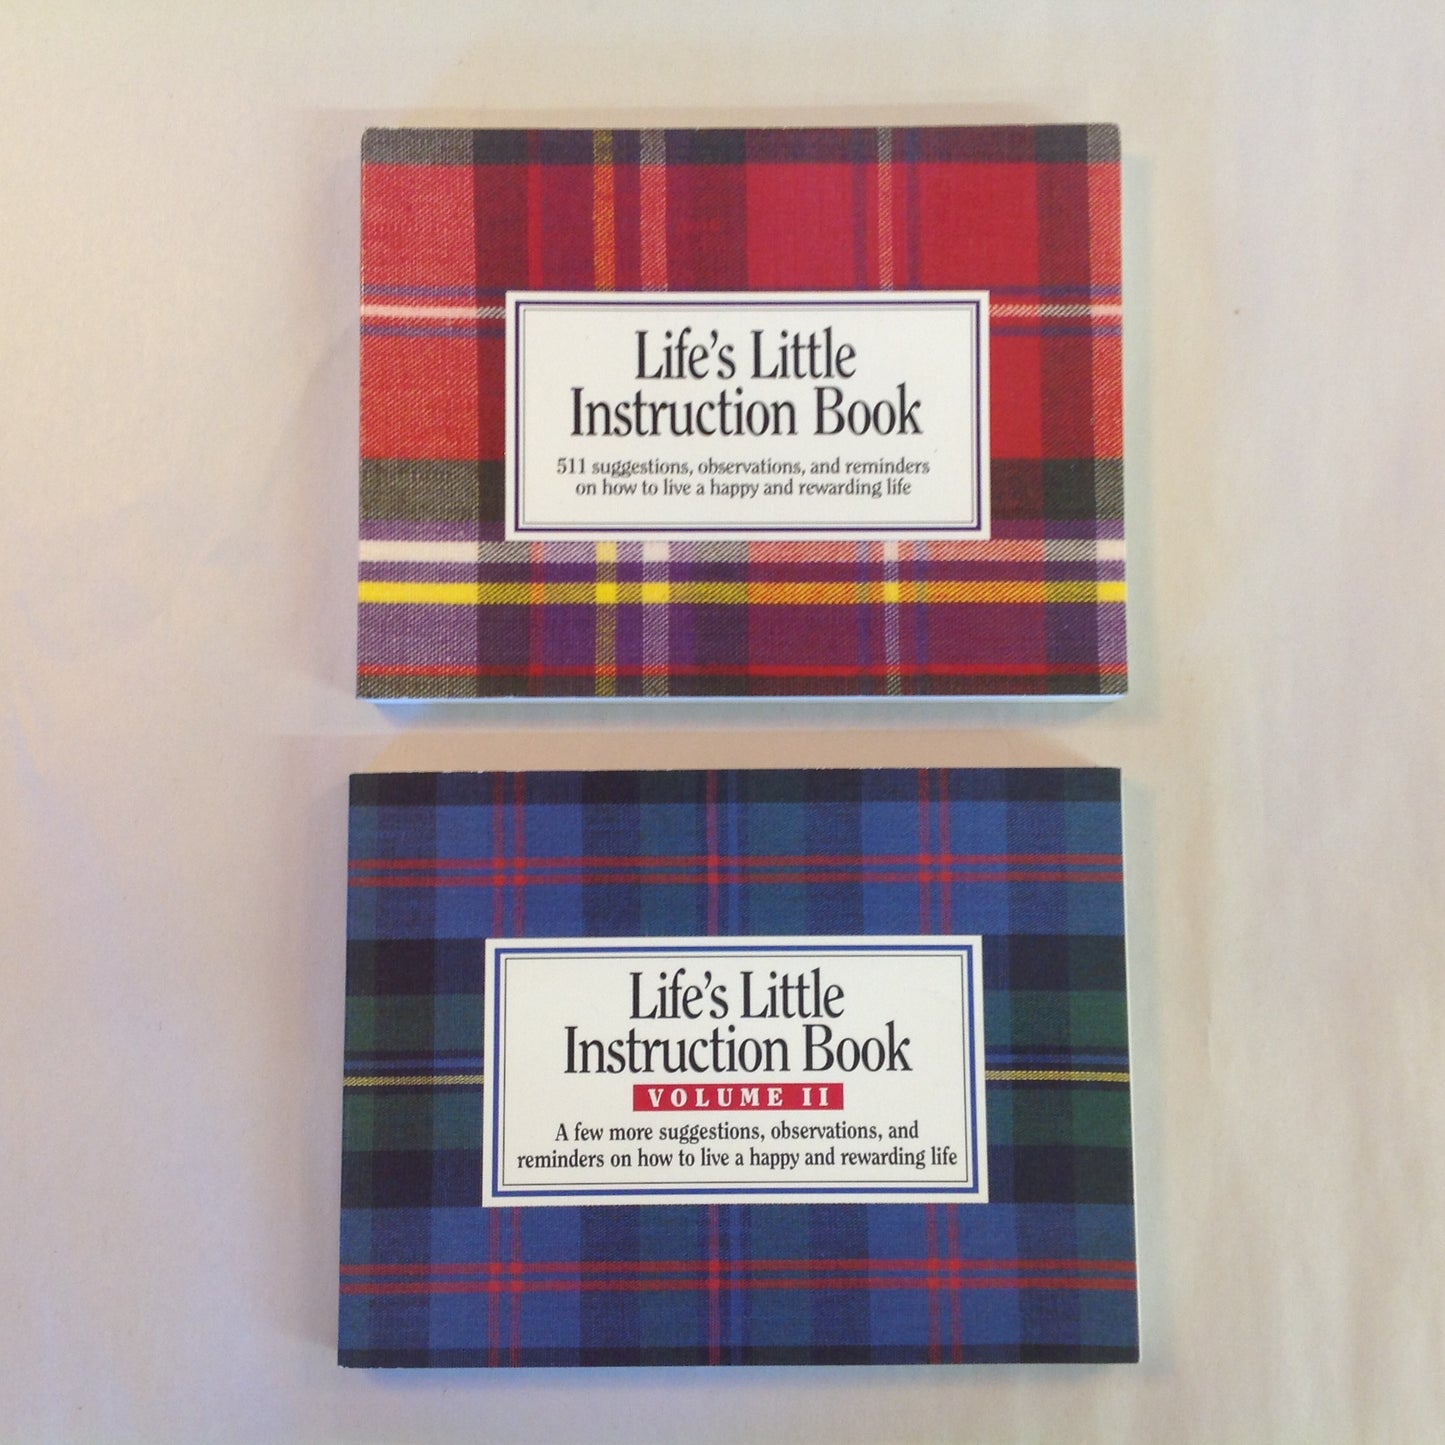 Life's Little
Instruction Book
511 suggestions, observations, and reminders
on how to live a happy and rewarding life
Life's Little
Instruction Book
VOLUME II
A few more suggestions, observations, and
reminders on how to live a happy and rewarding life